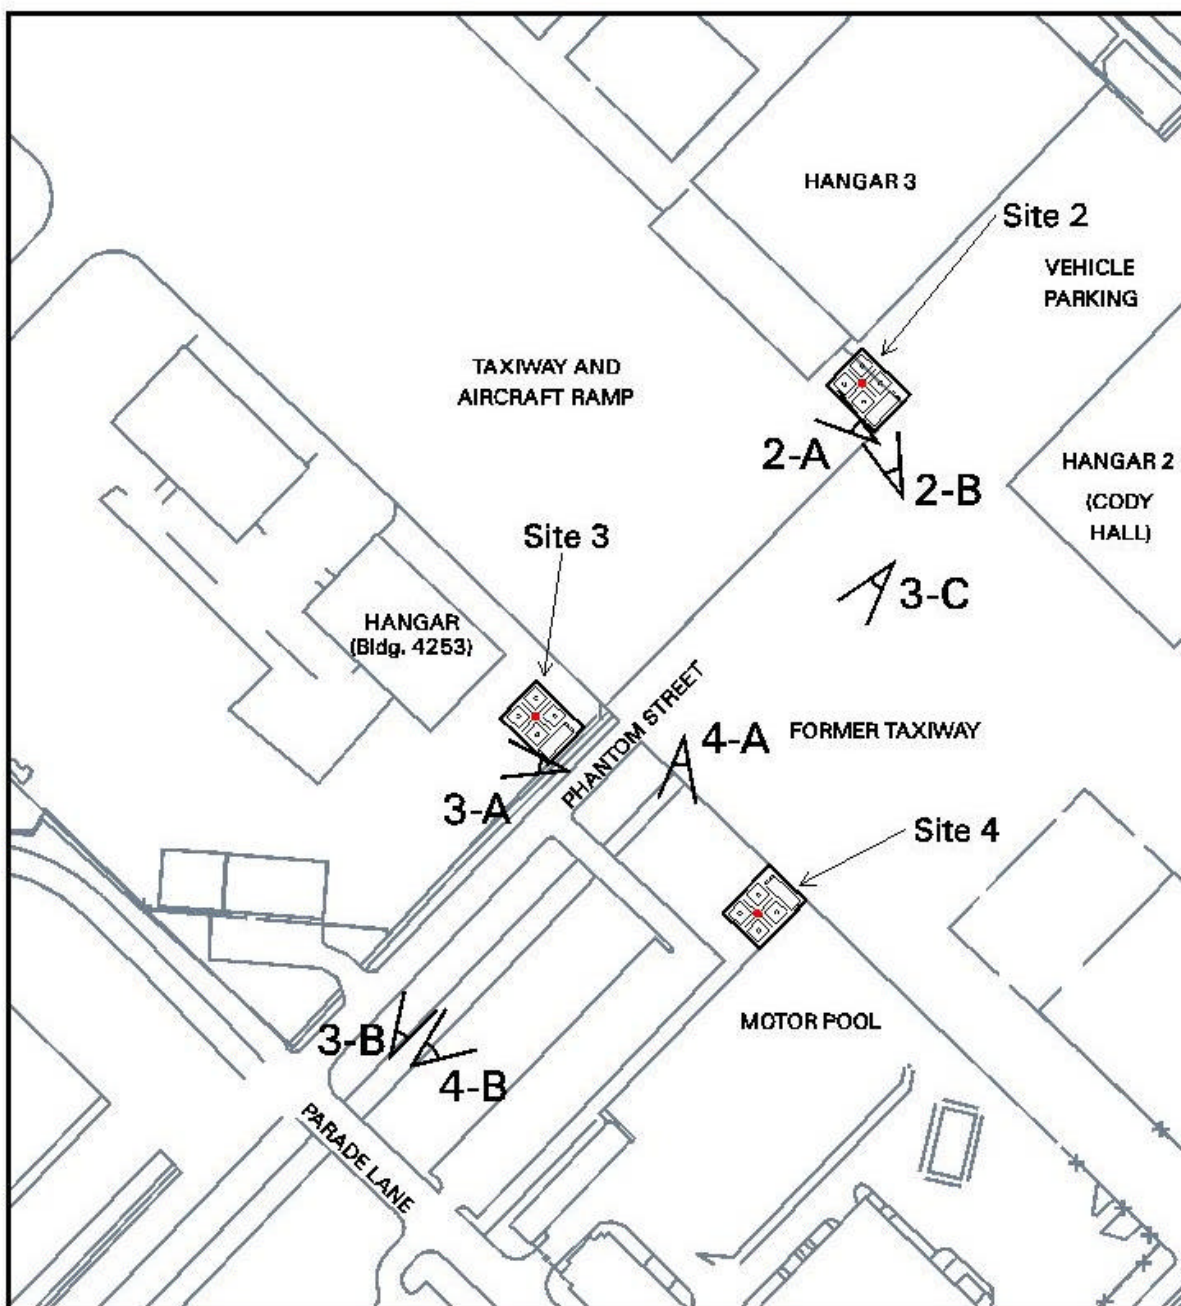 HANGAR 3
Site 2
VEHICLE
PARKING
TAXIWAY AND
AIRCRAFT RAMP
2-A
HANGAR 2
2-B
(CODY
HALL)
Site 3
3-C
HANGAR
(Bldg. 4253)
PHANTOM STREET
4-A
FORMER TAXIWAY
3-A
Site 4
MOTOR POOL
3-B
4-B
PARADE LANE